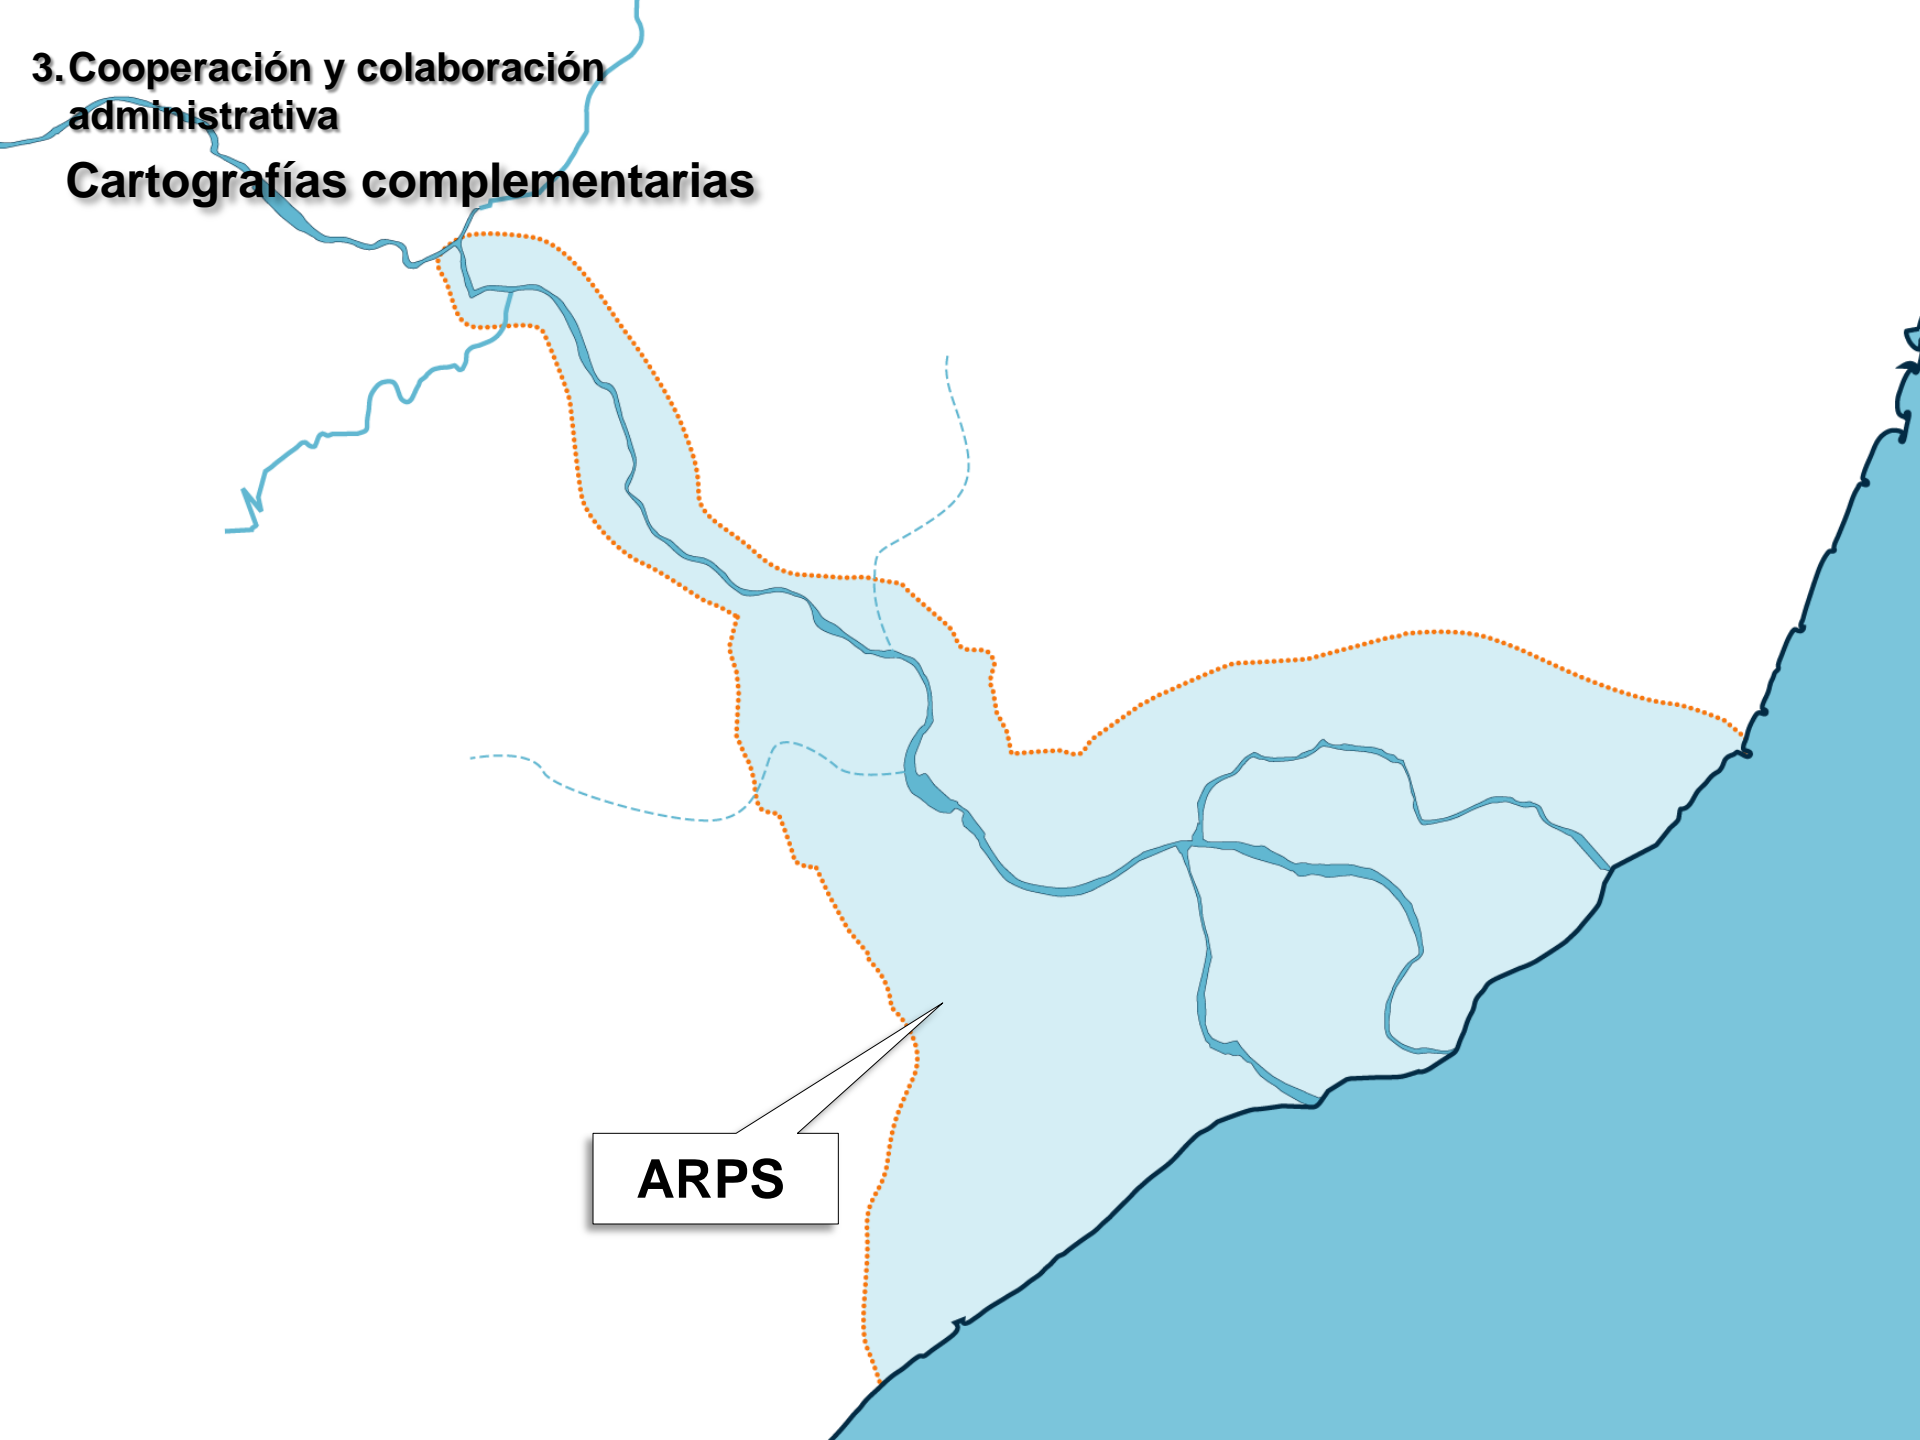 3. Cooperación y colaboración
administrativa
Cartografías complementarias
ARPS